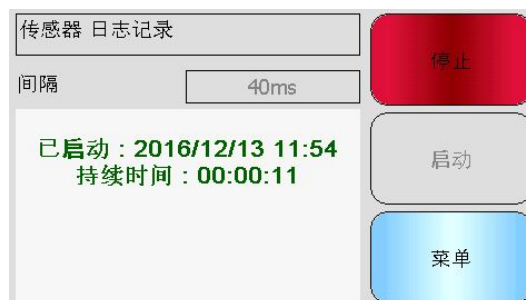 传感器 日志记录
停止
间隔
40ms
已启动：2016/12/13 11:54
持续时间：00:00:11
启动
菜单